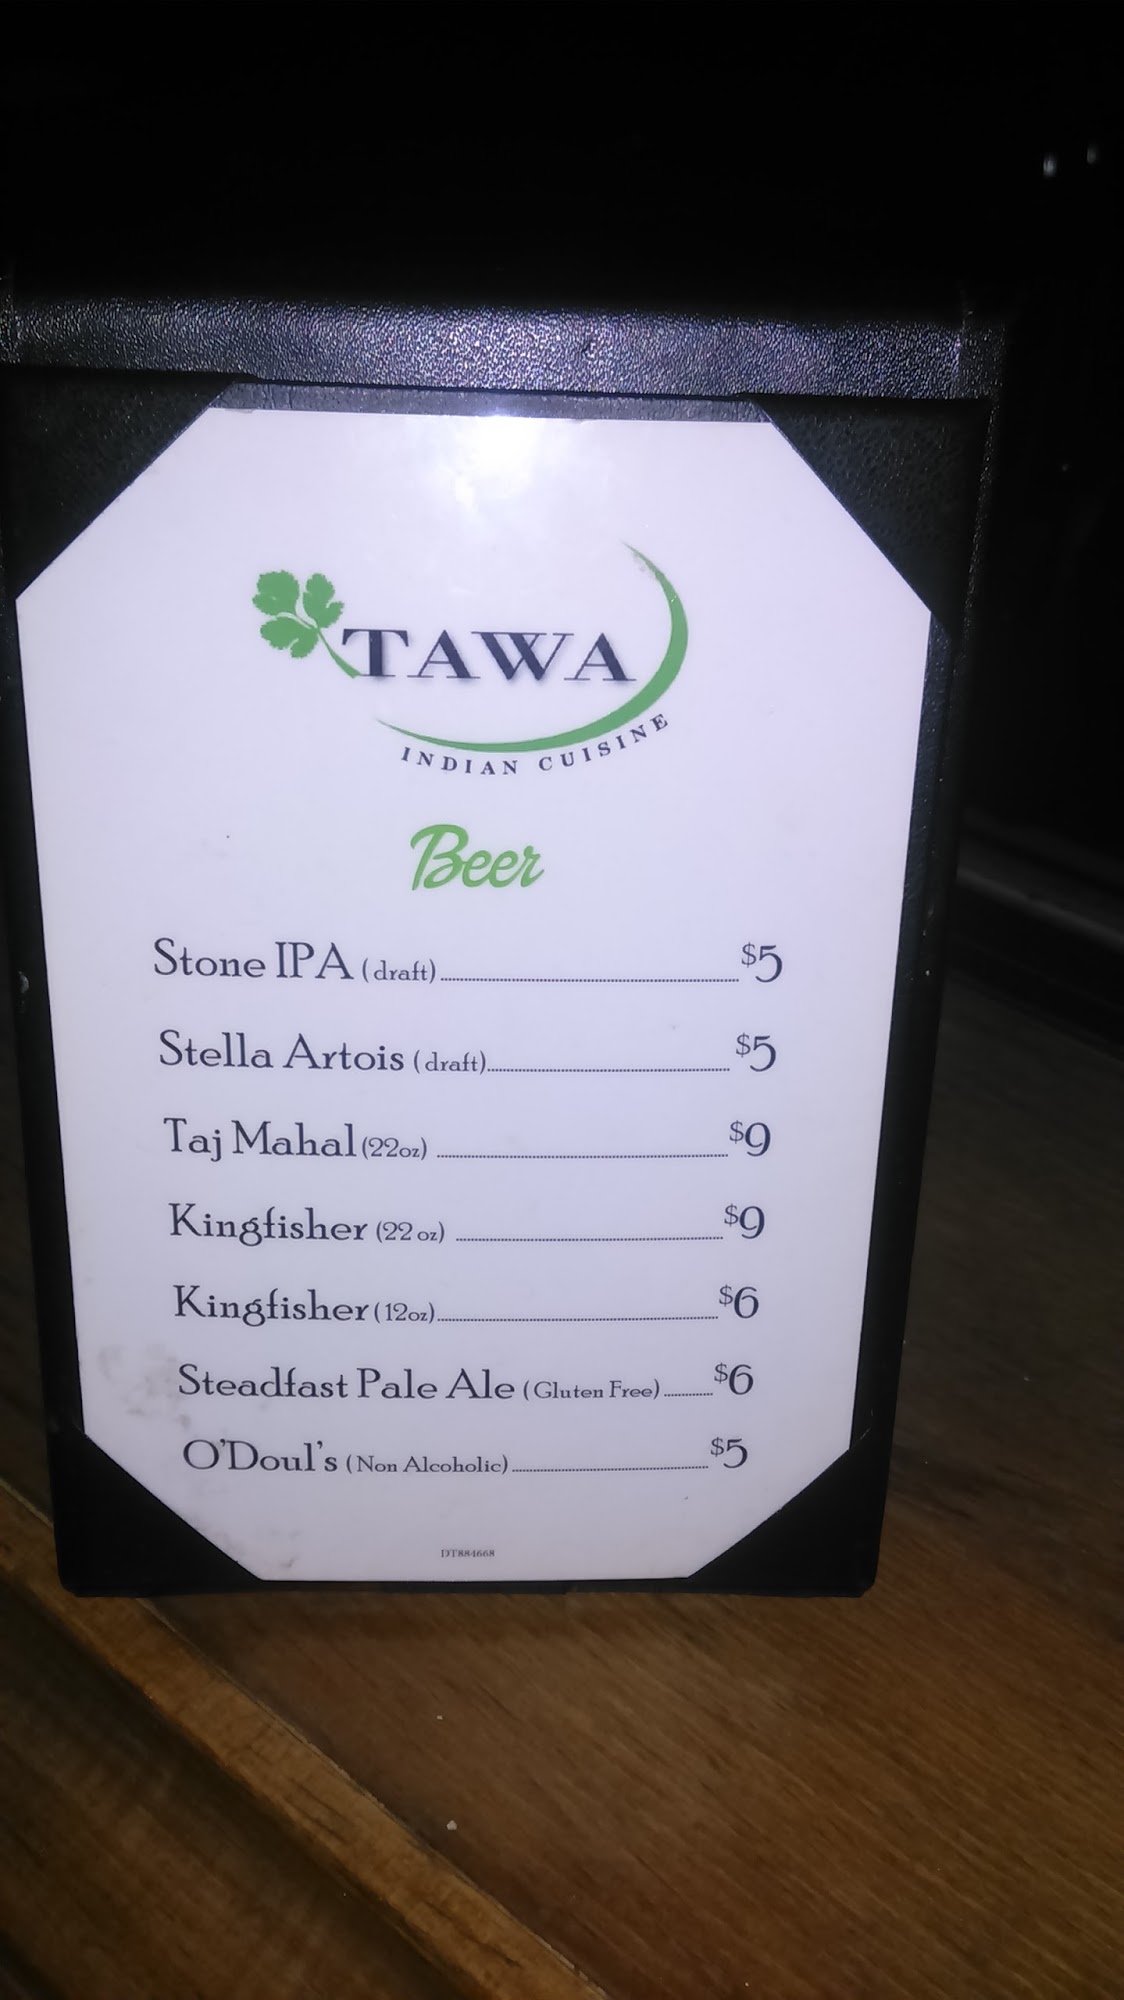 TAWA
INDIAN CUISINE
Beer
Stone IPA (draft) $5
Stella Artois (draft) $5
Taj Mahal (22oz) $9
Kingfisher (22 oz) $9
Kingfisher (12oz) $6
Steadfast Pale Ale (Gluten Free) $6
O'Doul's (Non Alcoholic) $5
DT884668